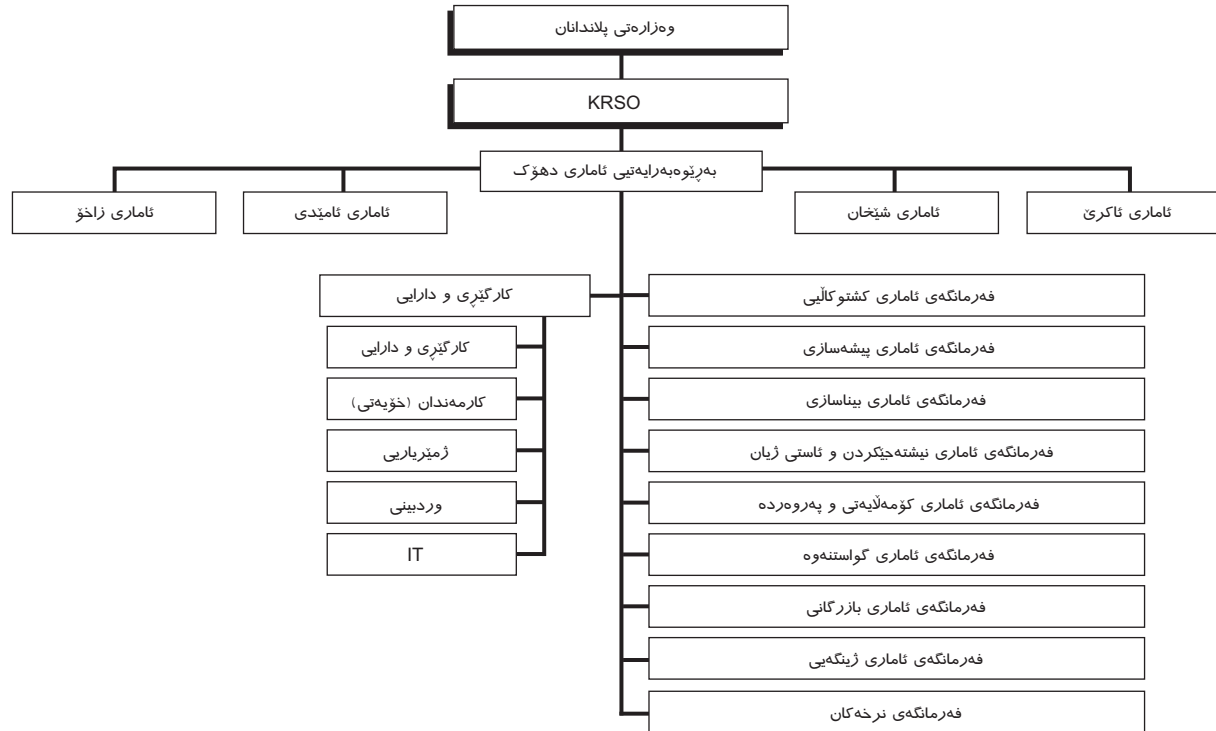 وەزارەتی پلاندانان
KRSO
بەڕێوەبەرایەتیی ئاماری دهۆک
ئاماری ئاکرێ
ئاماری شێخان
ئاماری ئامێدی
ئاماری زاخۆ
فەرمانگەی ئاماری کشتوکاڵیی
فەرمانگەی ئاماری پیشەسازی
فەرمانگەی ئاماری بیناسازی
فەرمانگەی ئاماری نیشتەجێکردن و ئاستی ژیان
فەرمانگەی ئاماری کۆمەڵایەتی و پەروەردە
فەرمانگەی ئاماری گواستنەوە
فەرمانگەی ئاماری بازرگانی
فەرمانگەی ئاماری ژینگەیی
فەرمانگەی نرخەکان
کارگێڕی و دارایی
کارگێڕی و دارایی
کارمەندان (خۆیەتی)
ژمێریاریی
وردبینی
IT